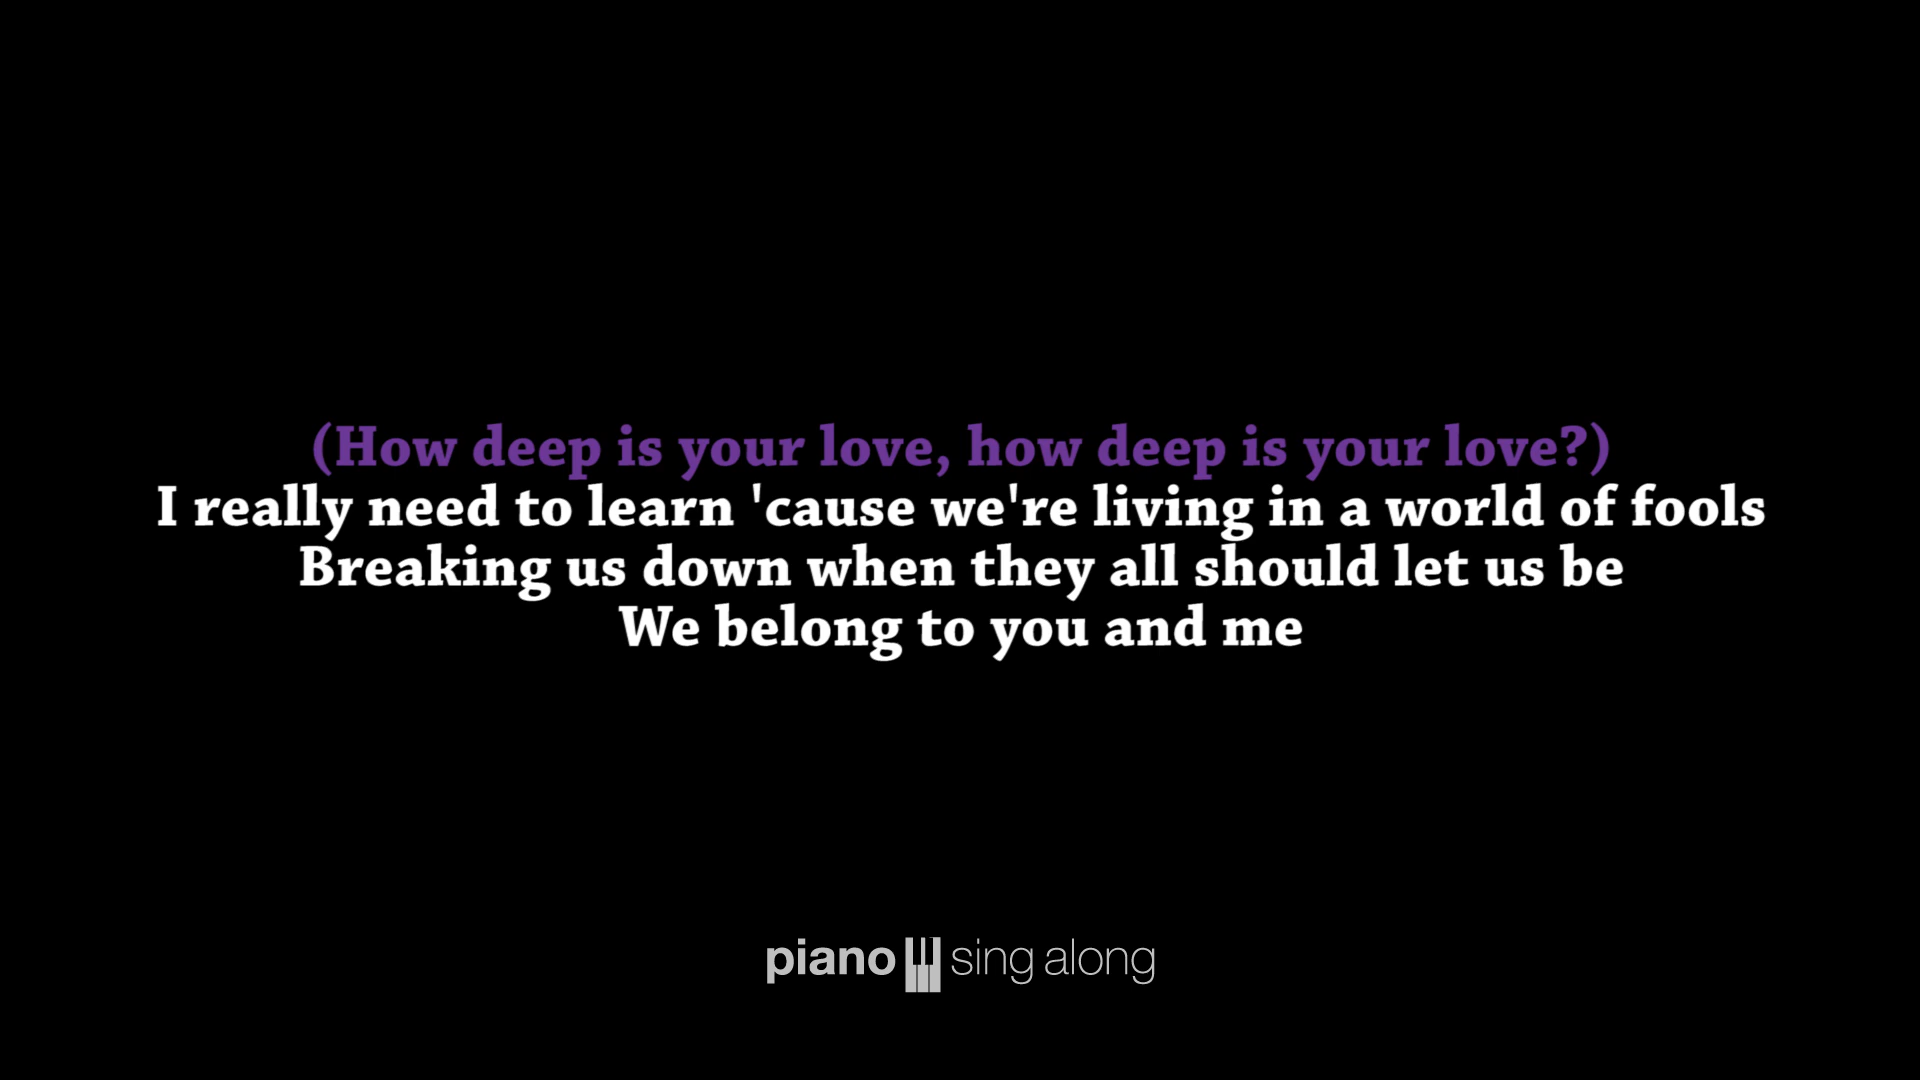 (How deep is your love, how deep is your love?)
I really need to learn 'cause we're living in a world of fools
Breaking us down when they all should let us be
We belong to you and me
piano sing along